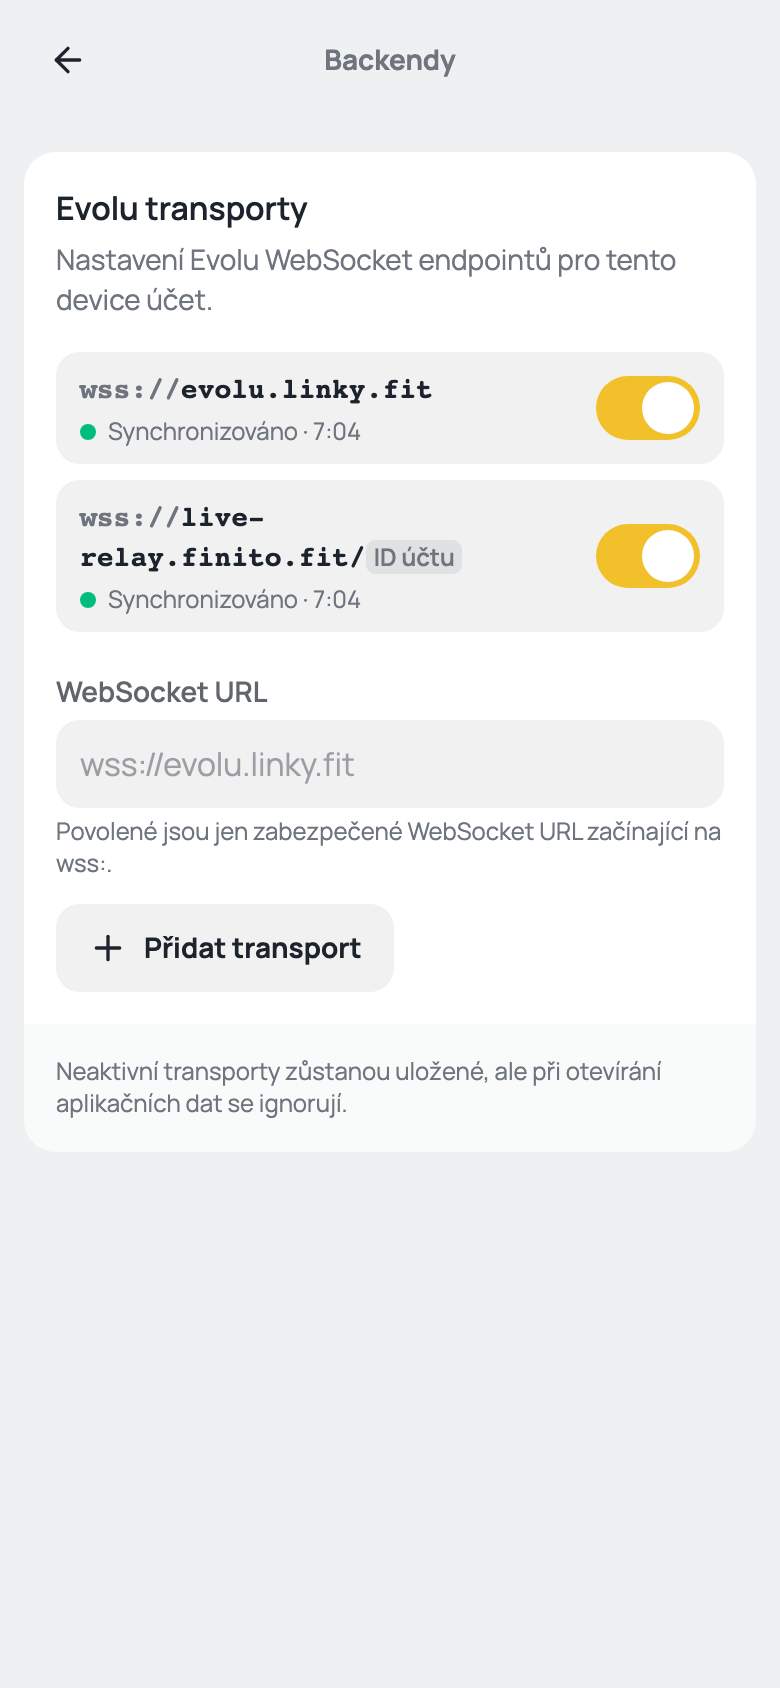 Backendy
Evolu transporty
Nastavení Evolu WebSocket endpointů pro tento
device účet.
wss://evolu.linky.fit
Synchronizováno · 7:04
wss://live-
relay.finito.fit/ID účtu
Synchronizováno · 7:04
WebSocket URL
wss://evolu.linky.fit
Povolené jsou jen zabezpečené WebSocket URL začínající na
wss:.
Přidat transport
Neaktivní transporty zůstanou uložené, ale při otevírání
aplikačních dat se ignorují.